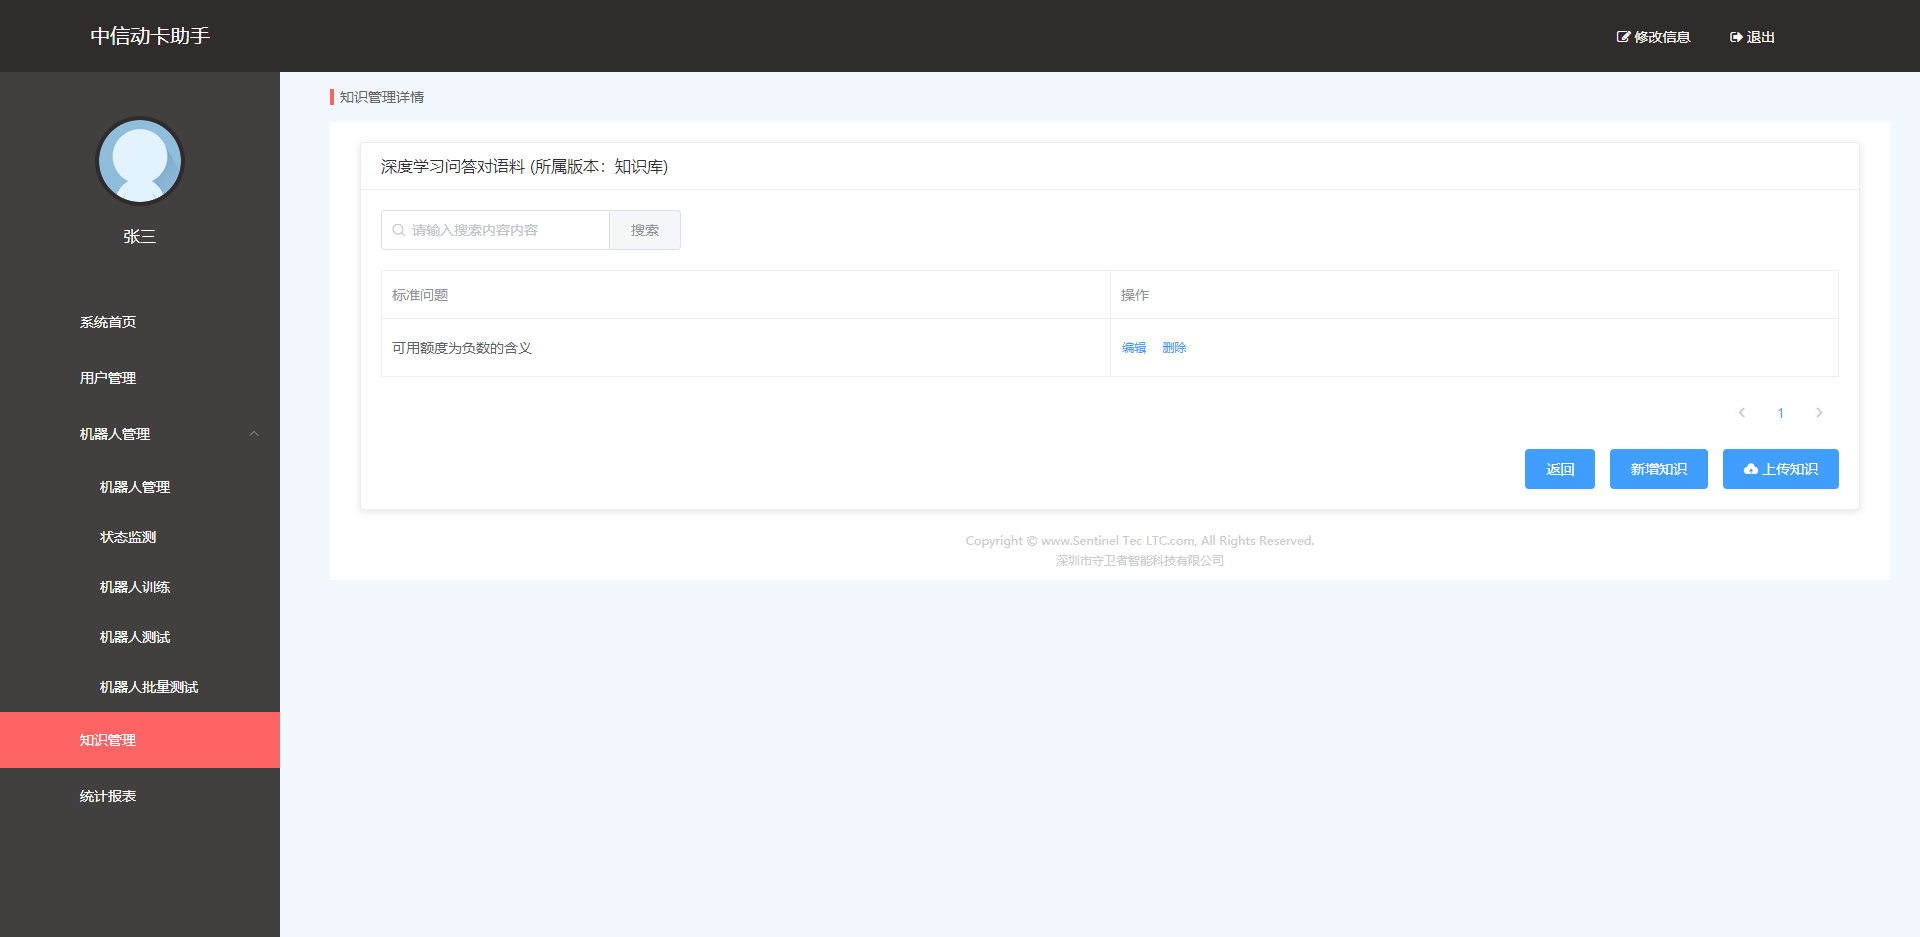 中信动卡助手
修改信息
退出
张三
系统首页
用户管理
机器人管理
机器人管理
状态监测
机器人训练
机器人测试
机器人批量测试
知识管理
统计报表
知识管理详情
深度学习问答对语料 (所属版本：知识库)
请输入搜索内容内容
搜索
标准问题
操作
可用额度为负数的含义
编辑
删除
1
返回
新增知识
上传知识
Copyright © www.Sentinel Tec LTC.com, All Rights Reserved.
深圳市守卫者智能科技有限公司